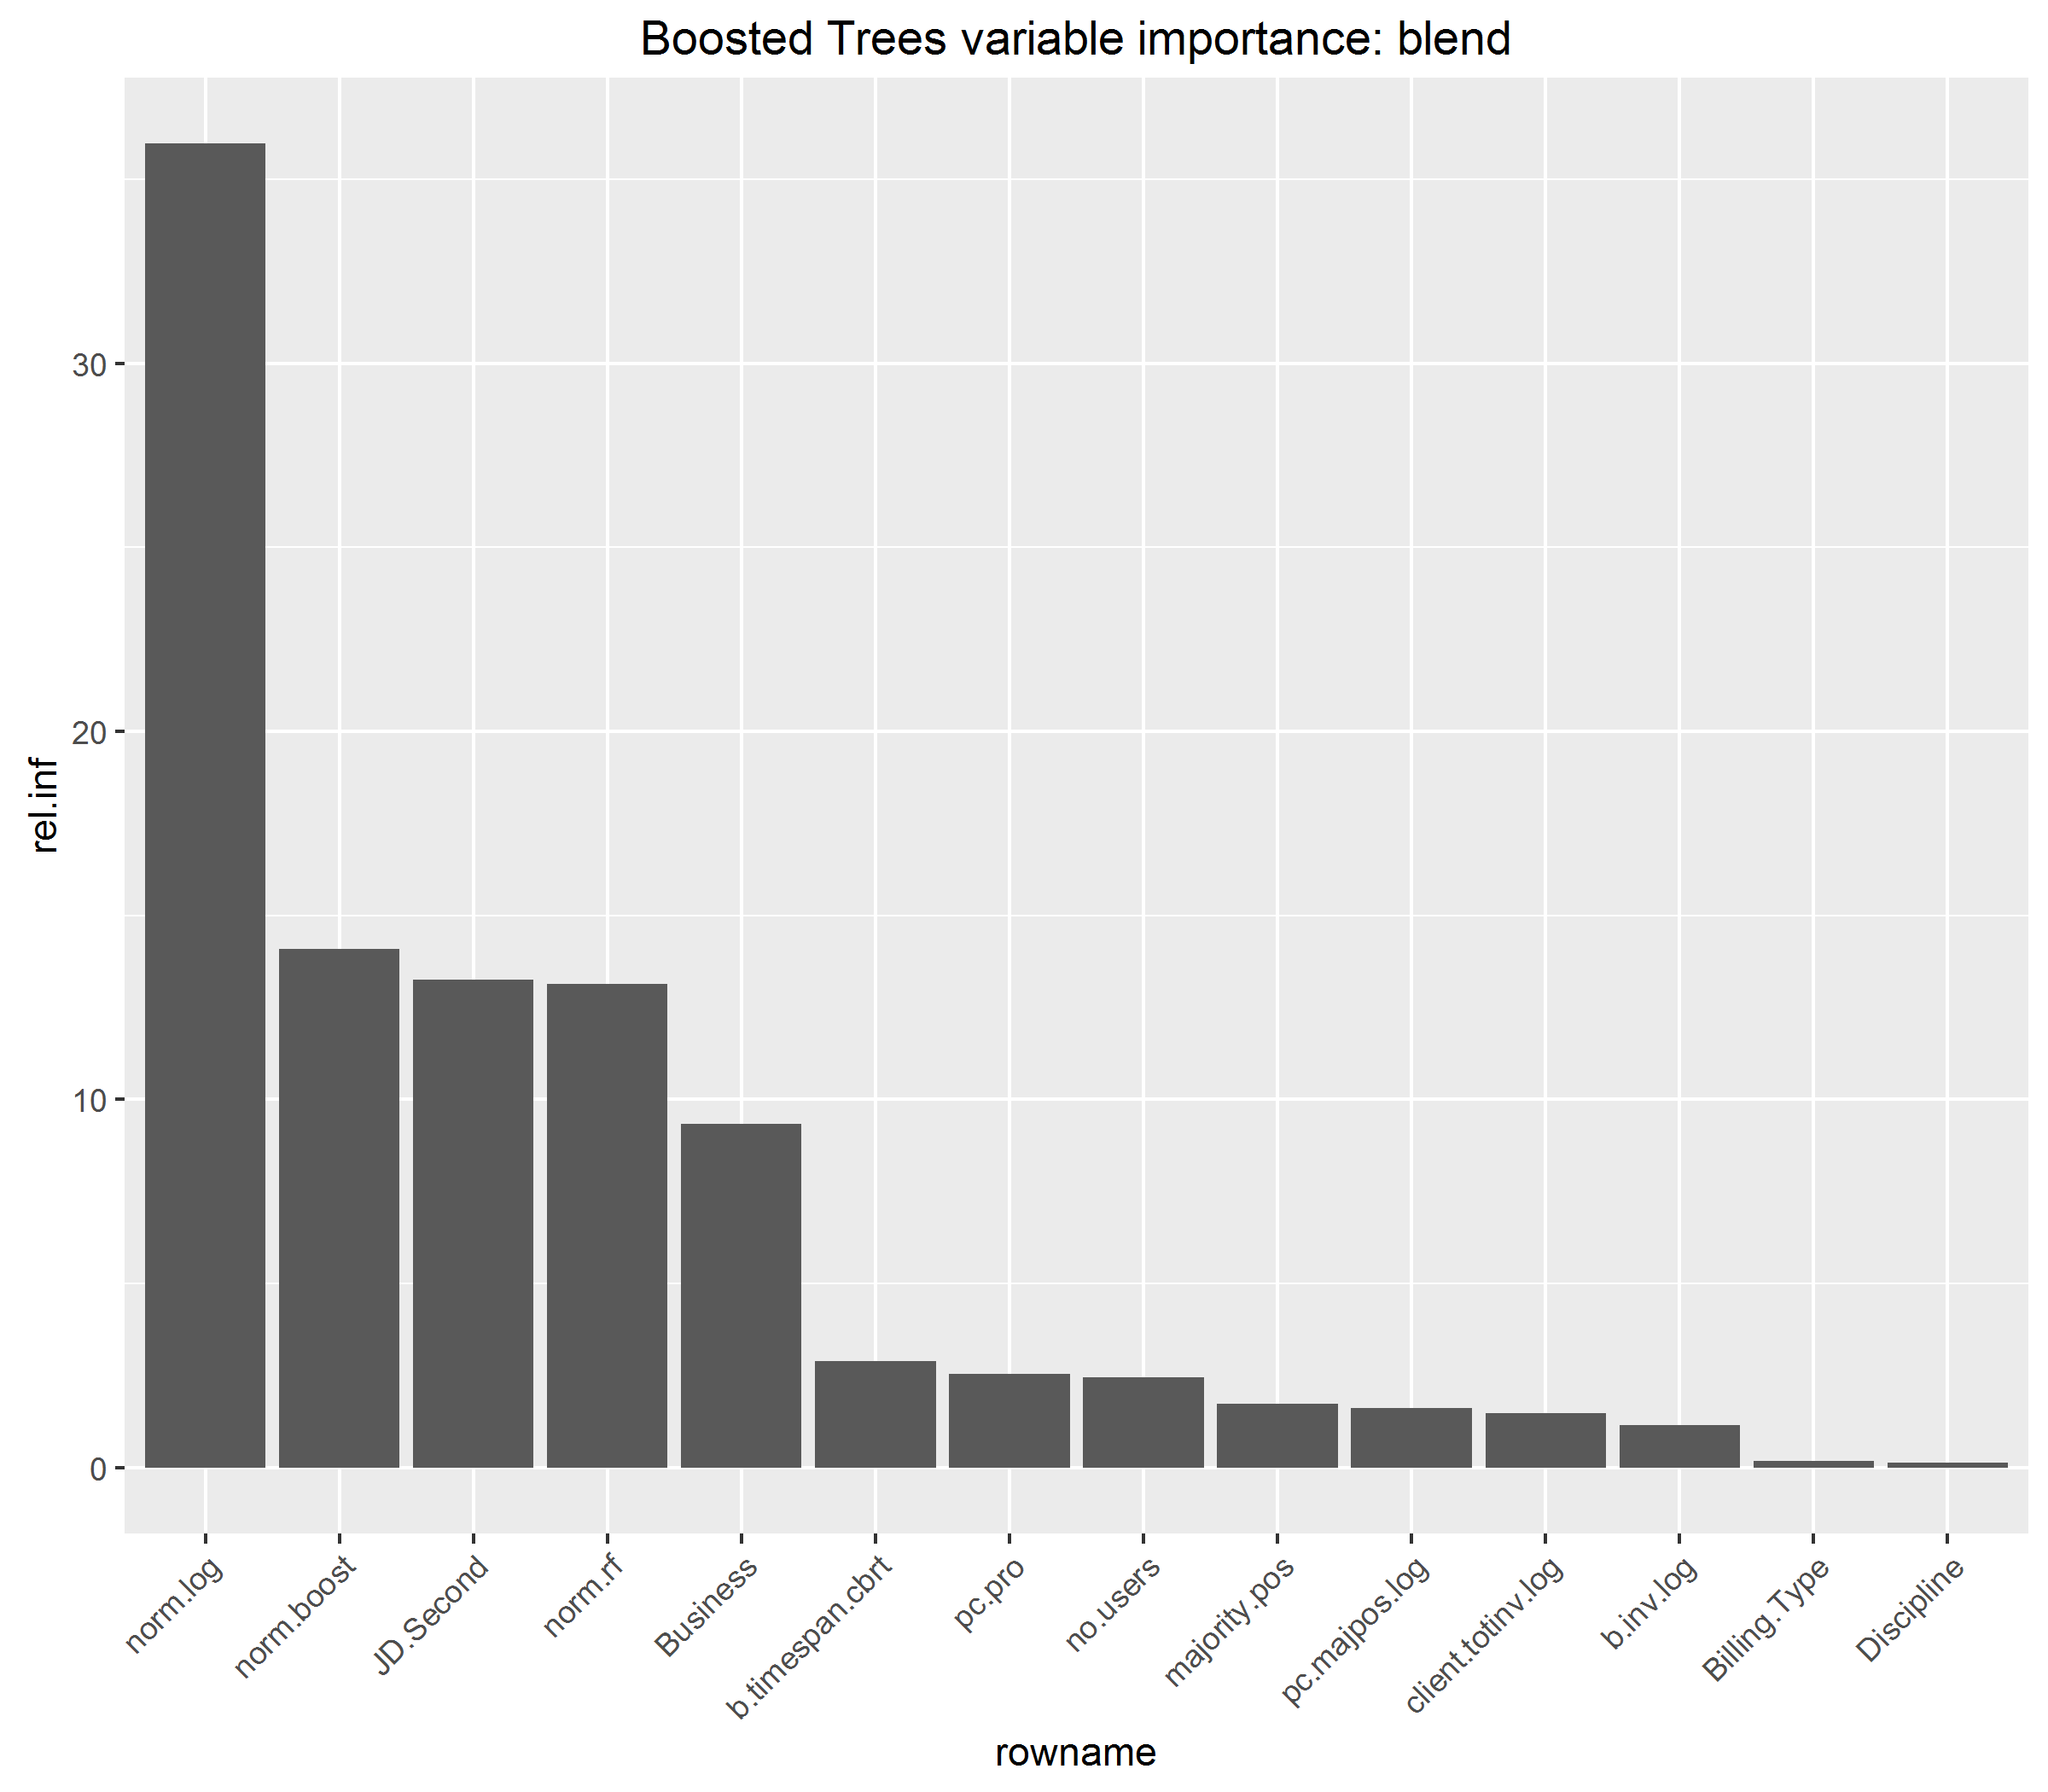 Boosted Trees variable importance: blend
rel.inf
30
20
10
0
norm.log
norm.boost
JD.Second
norm.rf
Business
b.timespan.cbrt
pc.pro
no.users
majority.pos
pc.majpos.log
client.totinv.log
b.inv.log
Billing.Type
Discipline
rowname